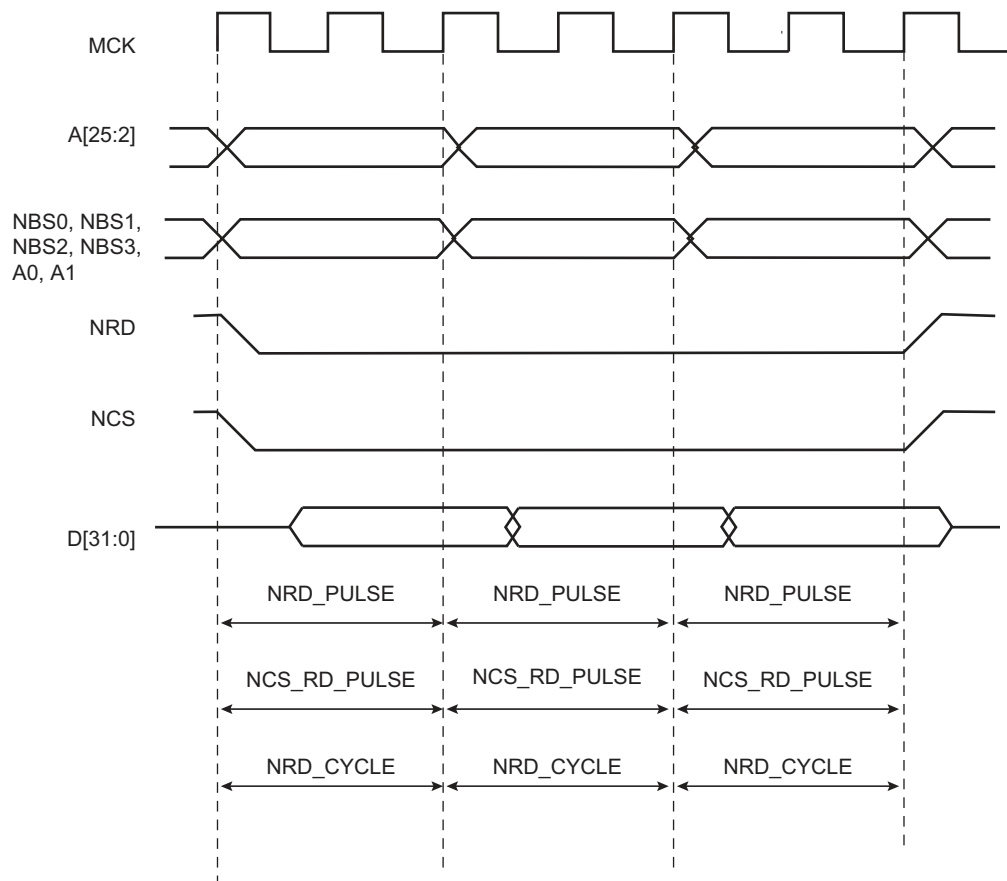 MCK
A[25:2]
NBS0, NBS1,
NBS2, NBS3,
A0, A1
NRD
NCS
D[31:0]
NRD_PULSE NRD_PULSE NRD_PULSE
NCS_RD_PULSE NCS_RD_PULSE NCS_RD_PULSE
NRD_CYCLE NRD_CYCLE NRD_CYCLE